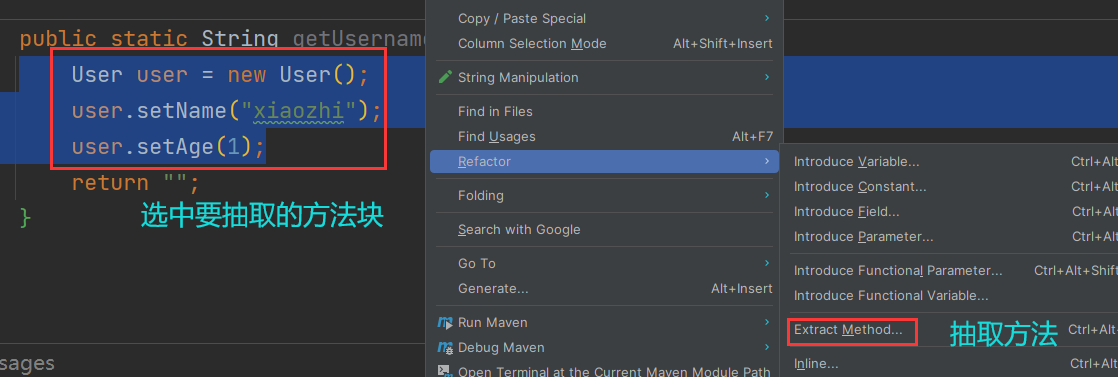 public static String getUsername
User user = new User();
user.setName("xiaozhi");
user.setAge(1);
return "";
}
选中要抽取的方法块
Copy / Paste Special
Column Selection Mode Alt+Shift+Insert
String Manipulation
Find in Files
Find Usages Alt+F7
Refactor
Folding
Search with Google
Go To
Generate... Alt+Insert
Run Maven
Debug Maven
Open Terminal at the Current Maven Module Path
Introduce Variable... Ctrl+Alt
Introduce Constant... Ctrl+Alt
Introduce Field... Ctrl+Alt
Introduce Parameter... Ctrl+Alt
Introduce Functional Parameter... Ctrl+Alt+Shift
Introduce Functional Variable...
Extract Method... 抽取方法 Ctrl+Alt
Inline... Ctrl+Alt
sages